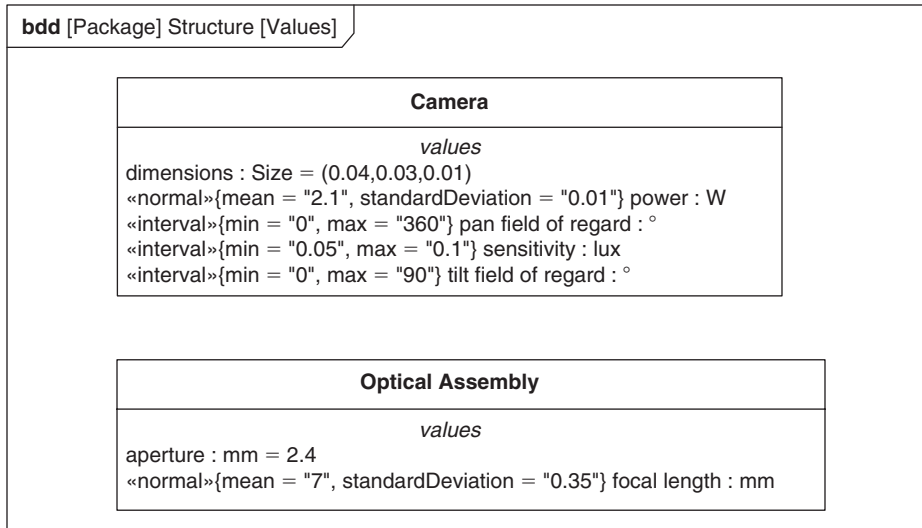 bdd [Package] Structure [Values]
Camera
values
dimensions : Size = (0.04,0.03,0.01)
«normal»{mean = "2.1", standardDeviation = "0.01"} power : W
«interval»{min = "0", max = "360"} pan field of regard : °
«interval»{min = "0.05", max = "0.1"} sensitivity : lux
«interval»{min = "0", max = "90"} tilt field of regard : °
Optical Assembly
values
aperture : mm = 2.4
«normal»{mean = "7", standardDeviation = "0.35"} focal length : mm